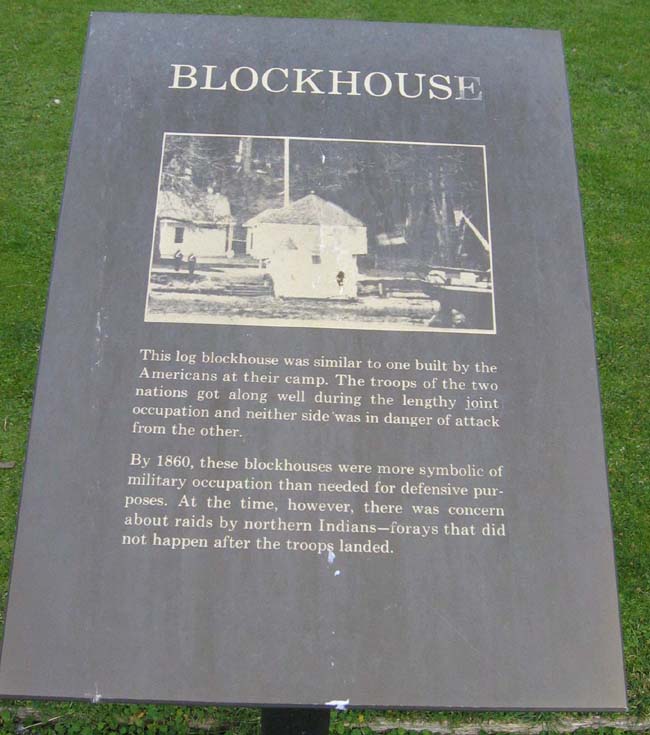 BLOCKHOUSE
This log blockhouse was similar to one built by the
Americans at their camp. The troops of the two
nations got along well during the lengthy joint
occupation and neither side was in danger of attack
from the other.
By 1860, these blockhouses were more symbolic of
military occupation than needed for defensive pur-
poses. At the time, however, there was concern
about raids by northern Indians—forays that did
not happen after the troops landed.